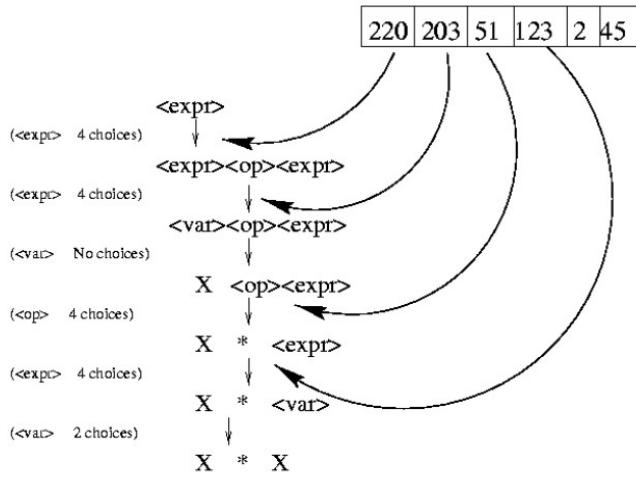 220 203 51 123 2 45
<expr>
(<expr> 4 choices)
<expr><op><expr>
(<expr> 4 choices)
<var><op><expr>
(<var> No choices)
X <op><expr>
(<op> 4 choices)
X * <expr>
(<expr> 4 choices)
X * <var>
(<var> 2 choices)
X * X